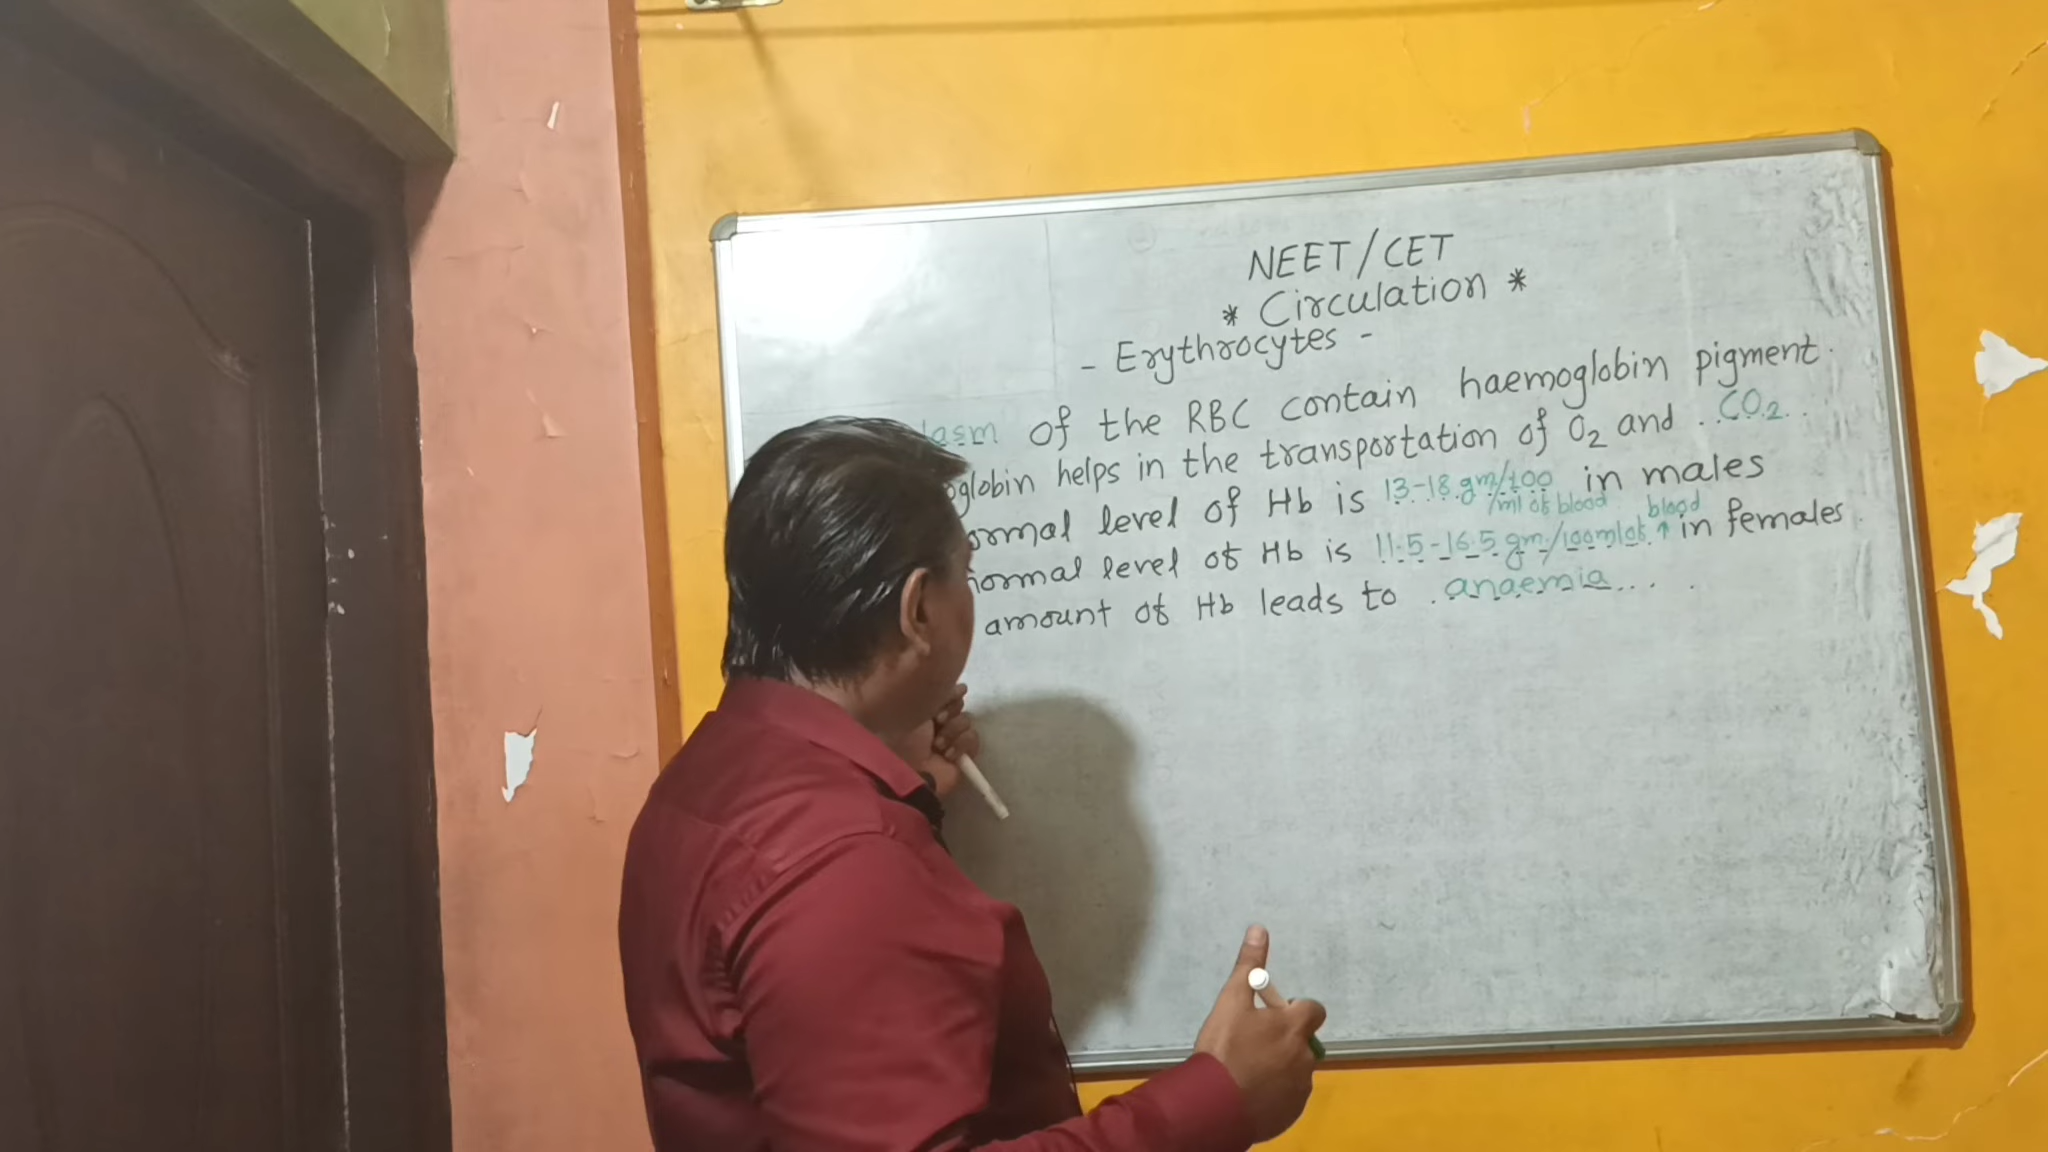 NEET/CET
* Circulation *
- Erythrocytes -
lasm of the RBC contain haemoglobin pigment.
oglobin helps in the transportation of O₂ and ..CO₂..
ormal level of Hb is 13-18 gm/100 in males
/ml of blood
blood
normal level of Hb is 11.5-16.5 gm/100ml of ↑ in females.
amount of Hb leads to .anaemia... .